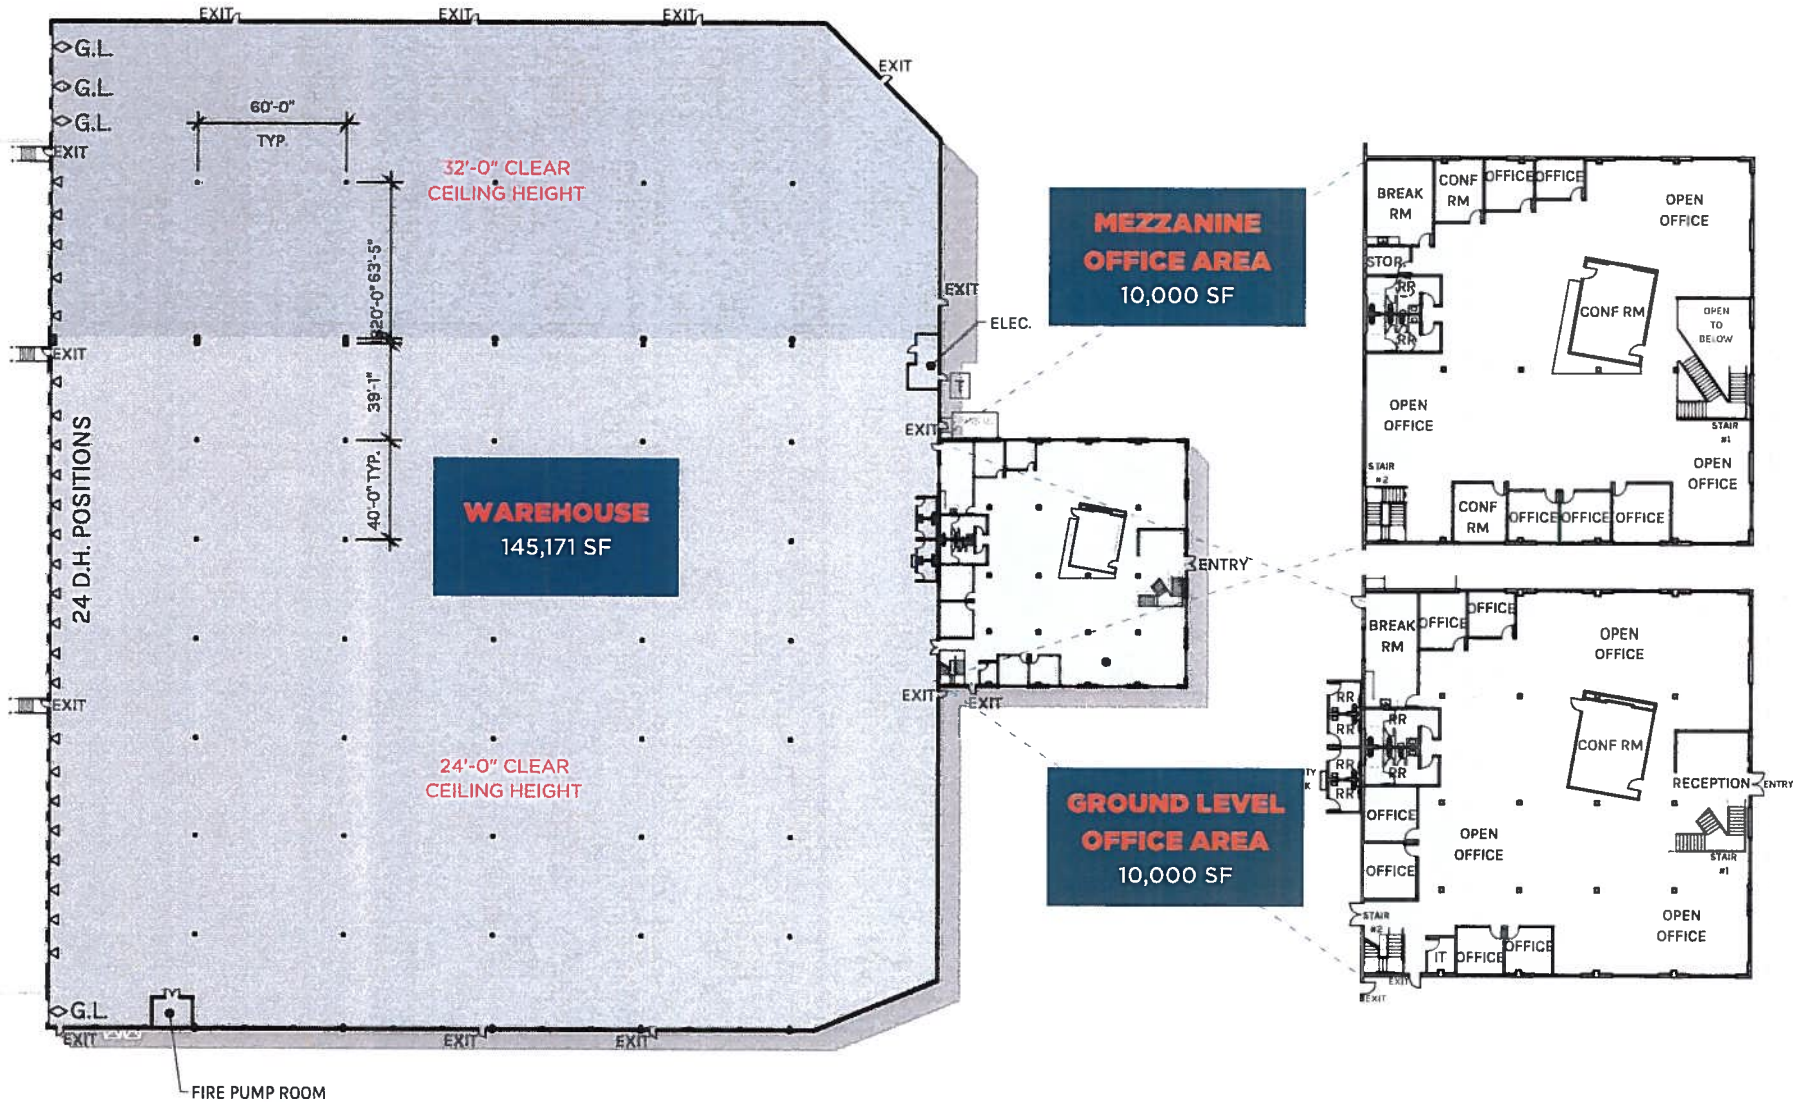 EXIT
EXIT
EXIT
G.L.
G.L.
G.L.
EXIT
EXIT
60'-0"
TYP.
32'-0" CLEAR
CEILING HEIGHT
63'-5"
EXIT
ELEC.
EXIT
39'-1"
EXIT
40'-0" TYP.
24 D.H. POSITIONS
WAREHOUSE
145,171 SF
ENTRY
EXIT
EXIT
EXIT
24'-0" CLEAR
CEILING HEIGHT
G.L.
EXIT
EXIT
EXIT
FIRE PUMP ROOM
MEZZANINE
OFFICE AREA
10,000 SF
BREAK
RM
CONF
RM
OFFICE
OFFICE
OPEN
OFFICE
STOR.
RR
RR
CONF RM
OPEN
TO
BELOW
OPEN
OFFICE
STAIR
#1
OPEN
OFFICE
STAIR
#2
CONF
RM
OFFICE
OFFICE
OFFICE
GROUND LEVEL
OFFICE AREA
10,000 SF
BREAK
RM
OFFICE
OFFICE
OPEN
OFFICE
RR
RR
RR
RR
RR
RR
CONF RM
RECEPTION
ENTRY
OFFICE
OPEN
OFFICE
OFFICE
STAIR
#1
STAIR
#2
OPEN
OFFICE
IT
OFFICE
OFFICE
EXIT
EXIT